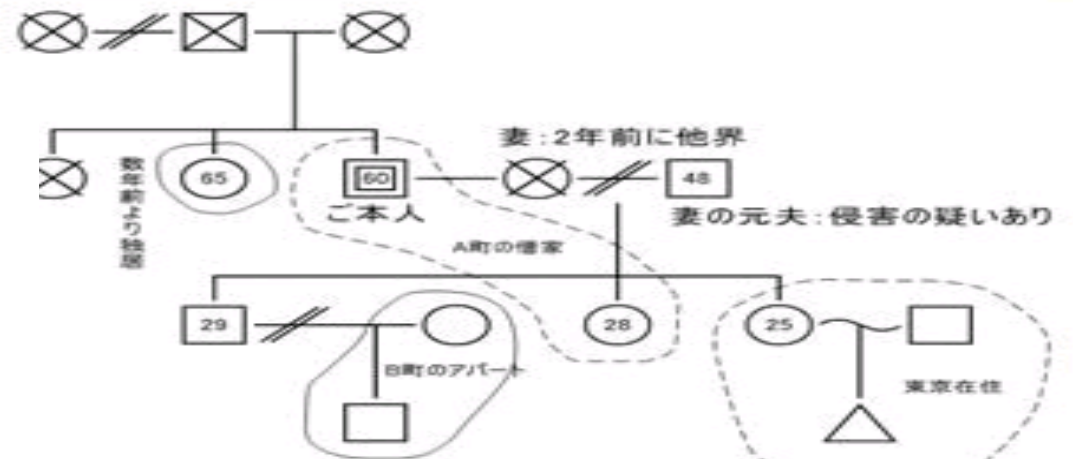 妻:2年前に他界
数年前より独居
65
60
48
ご本人
妻の元夫:侵害の疑いあり
A町の借家
29
28
25
B町のアパート
東京在住